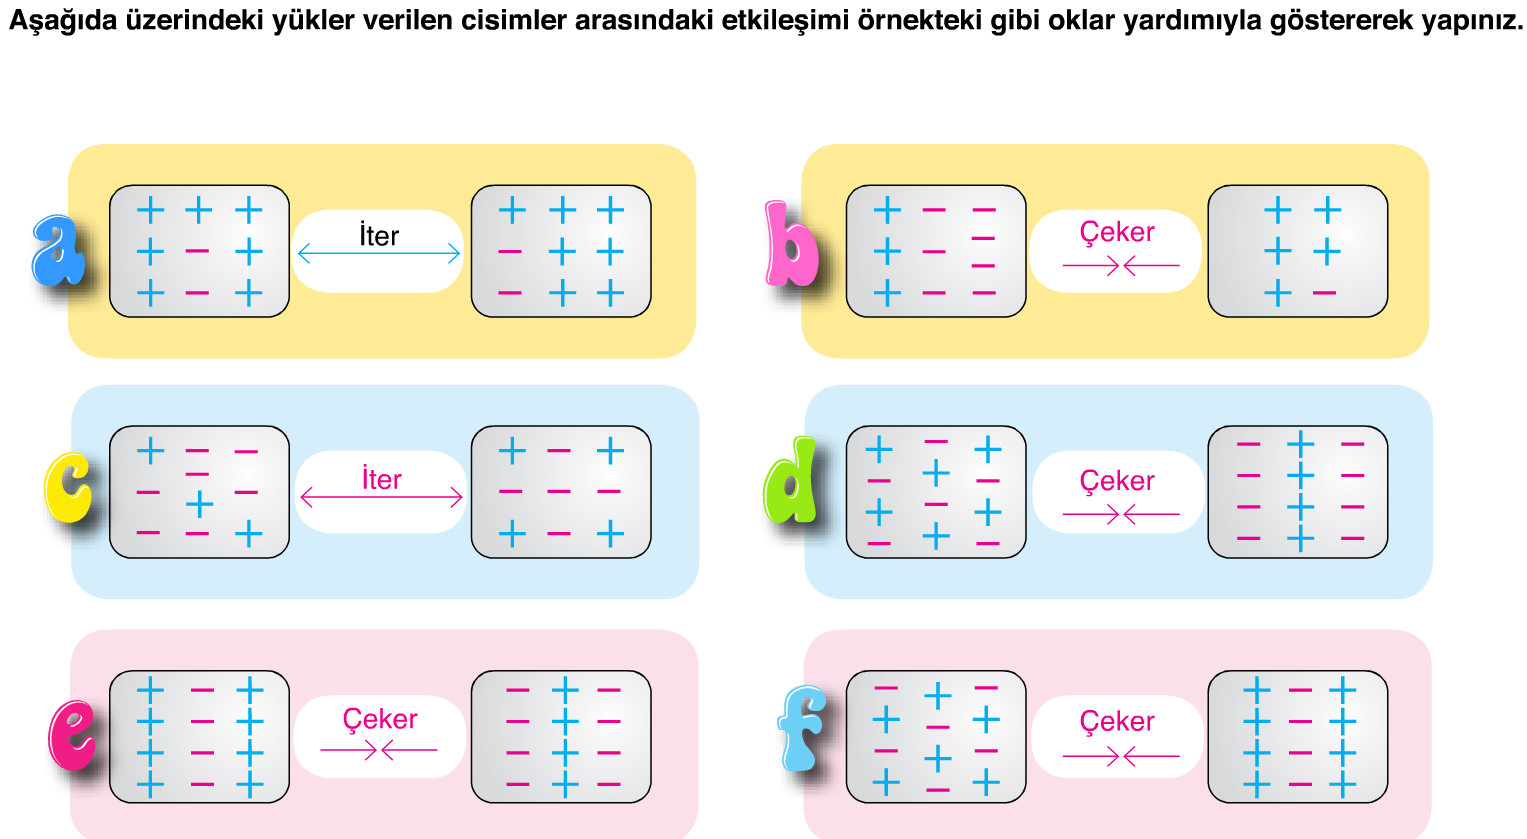 Aşağıda üzerindeki yükler verilen cisimler arasındaki etkileşimi örnekteki gibi oklar yardımıyla göstererek yapınız.
a
+ + +
+ − +
+ − +
İter
+ + +
− + +
− + +
b
+ − −
−
+ −
−
+ − −
Çeker
+ +
+ +
+ −
c
+ − −
−
− −
+
− − +
İter
+ − +
− − −
+ − +
d
−
+ +
+
− −
−
+ +
+
− −
Çeker
− + −
− + −
− + −
− + −
e
+ − +
+ − +
+ − +
+ − +
Çeker
− + −
− + −
− + −
− + −
f
− −
+
+ +
−
− −
+
+ +
−
Çeker
+ − +
+ − +
+ − +
+ − +